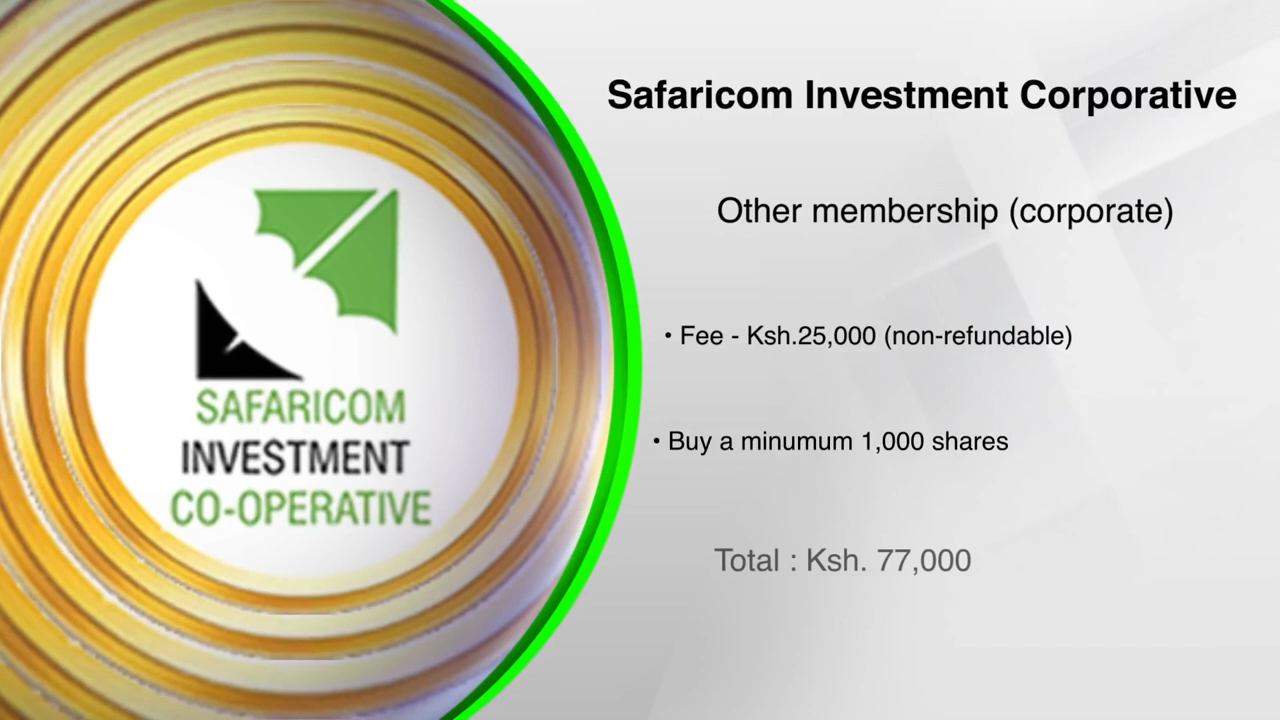 SAFARICOM
INVESTMENT
CO-OPERATIVE
Safaricom Investment Corporative
Other membership (corporate)
• Fee - Ksh.25,000 (non-refundable)
• Buy a minumum 1,000 shares
Total : Ksh. 77,000